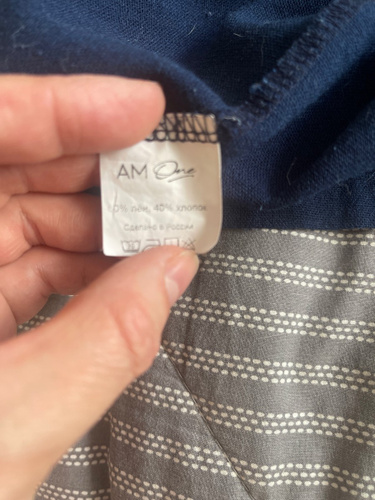 AM One
0% лён, 40% хлопок
Сделано в России